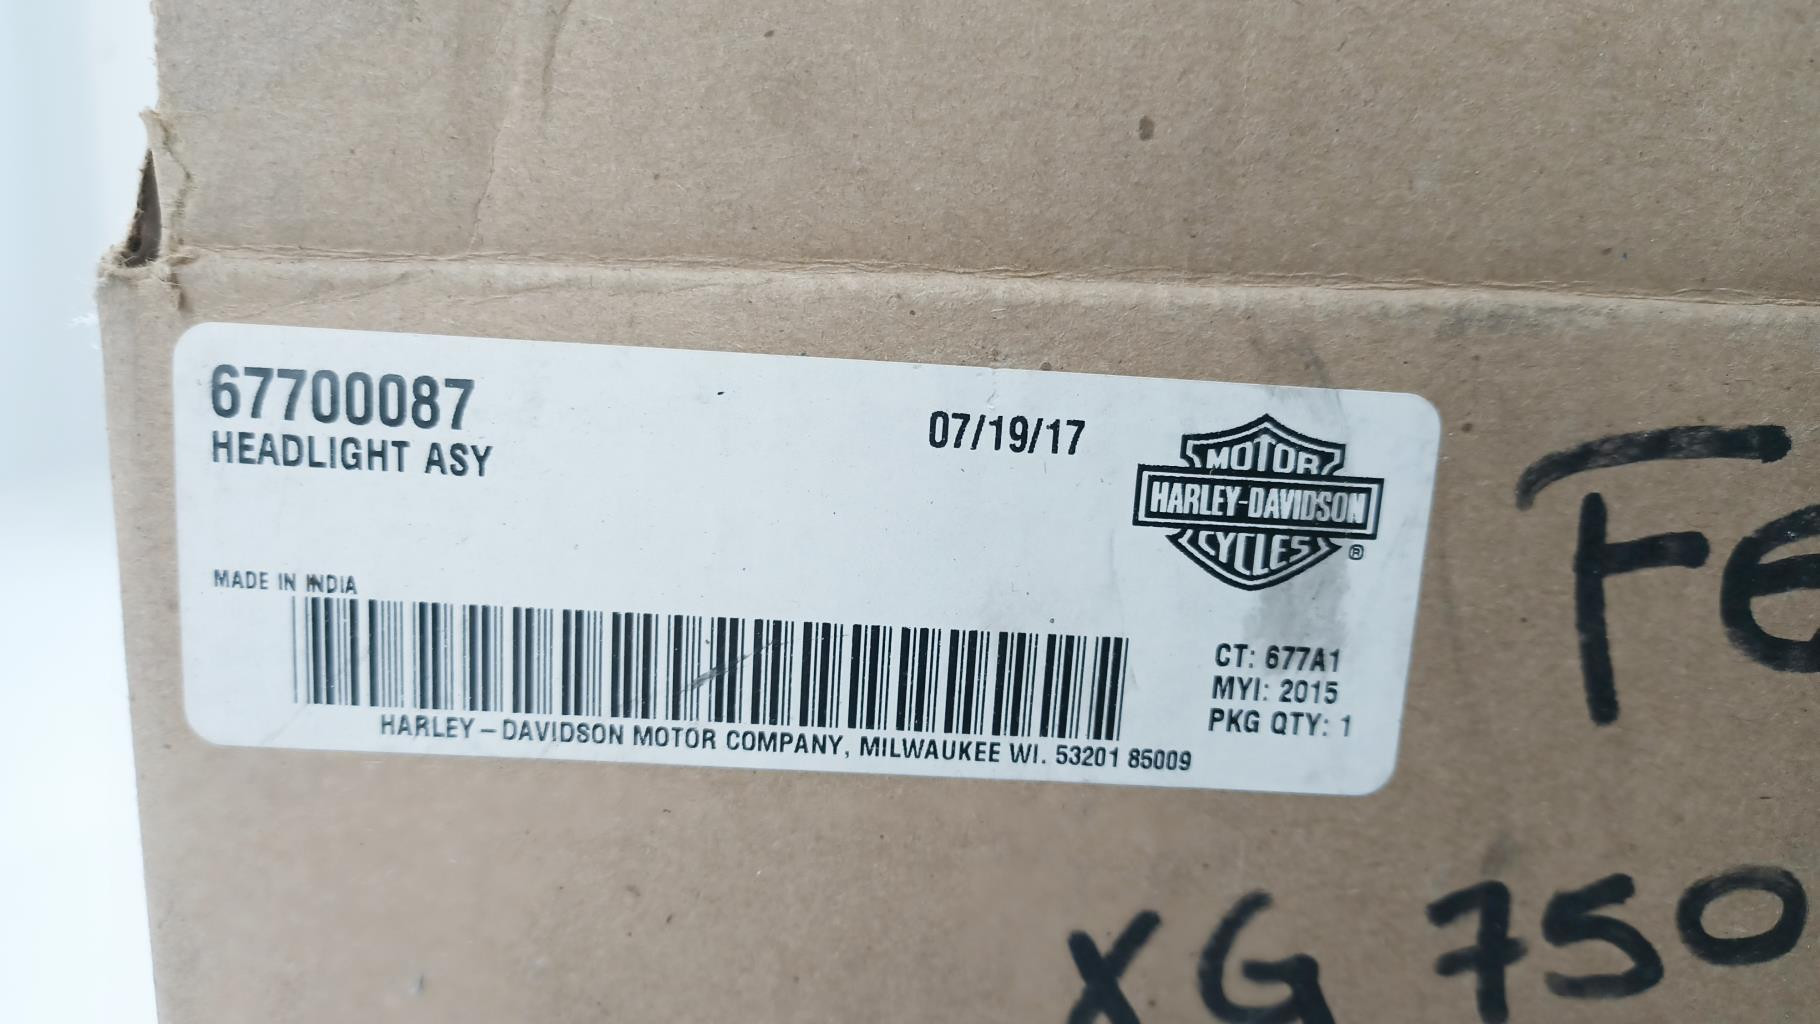 67700087
HEADLIGHT ASY
07/19/17
MOTOR
HARLEY-DAVIDSON
CYCLES
®
MADE IN INDIA
CT: 677A1
MYI: 2015
PKG QTY: 1
HARLEY – DAVIDSON MOTOR COMPANY, MILWAUKEE WI. 53201 85009
XG 750